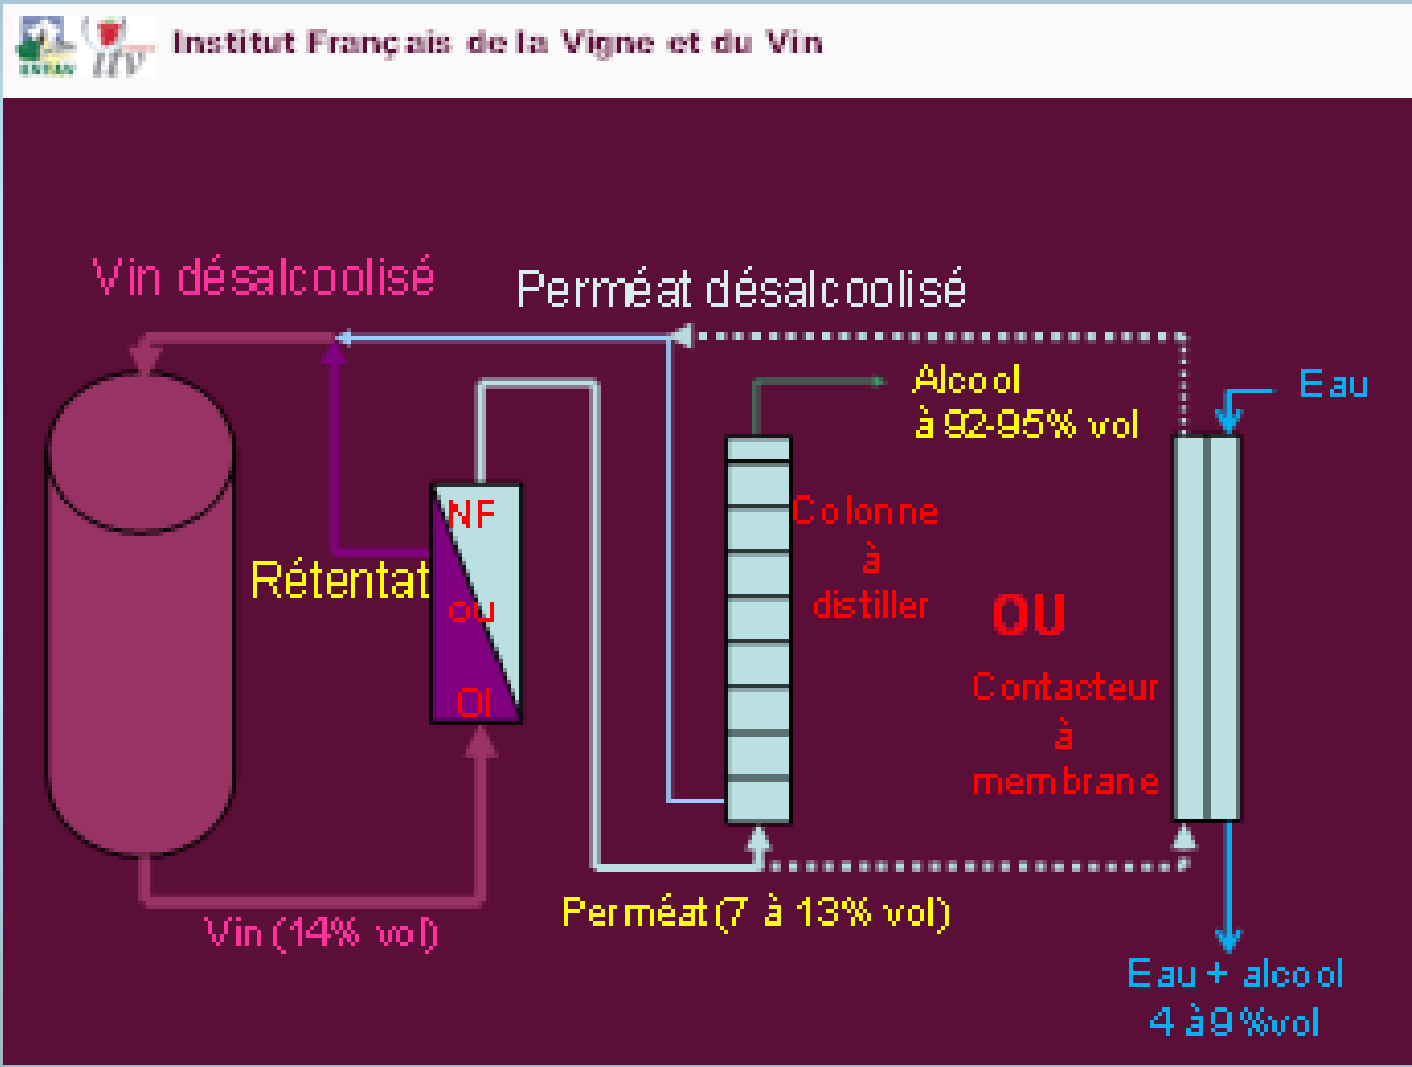 Institut Français de la Vigne et du Vin
ITV
Vin désalcoolisé
Perméat désalcoolisé
Alcool
à 92-95% vol
Eau
NF
ou
OI
Rétentat
Colonne
à
distiller
OU
Contacteur
à
membrane
Vin (14% vol)
Perméat (7 à 13% vol)
Eau + alcool
4 à 9 %vol